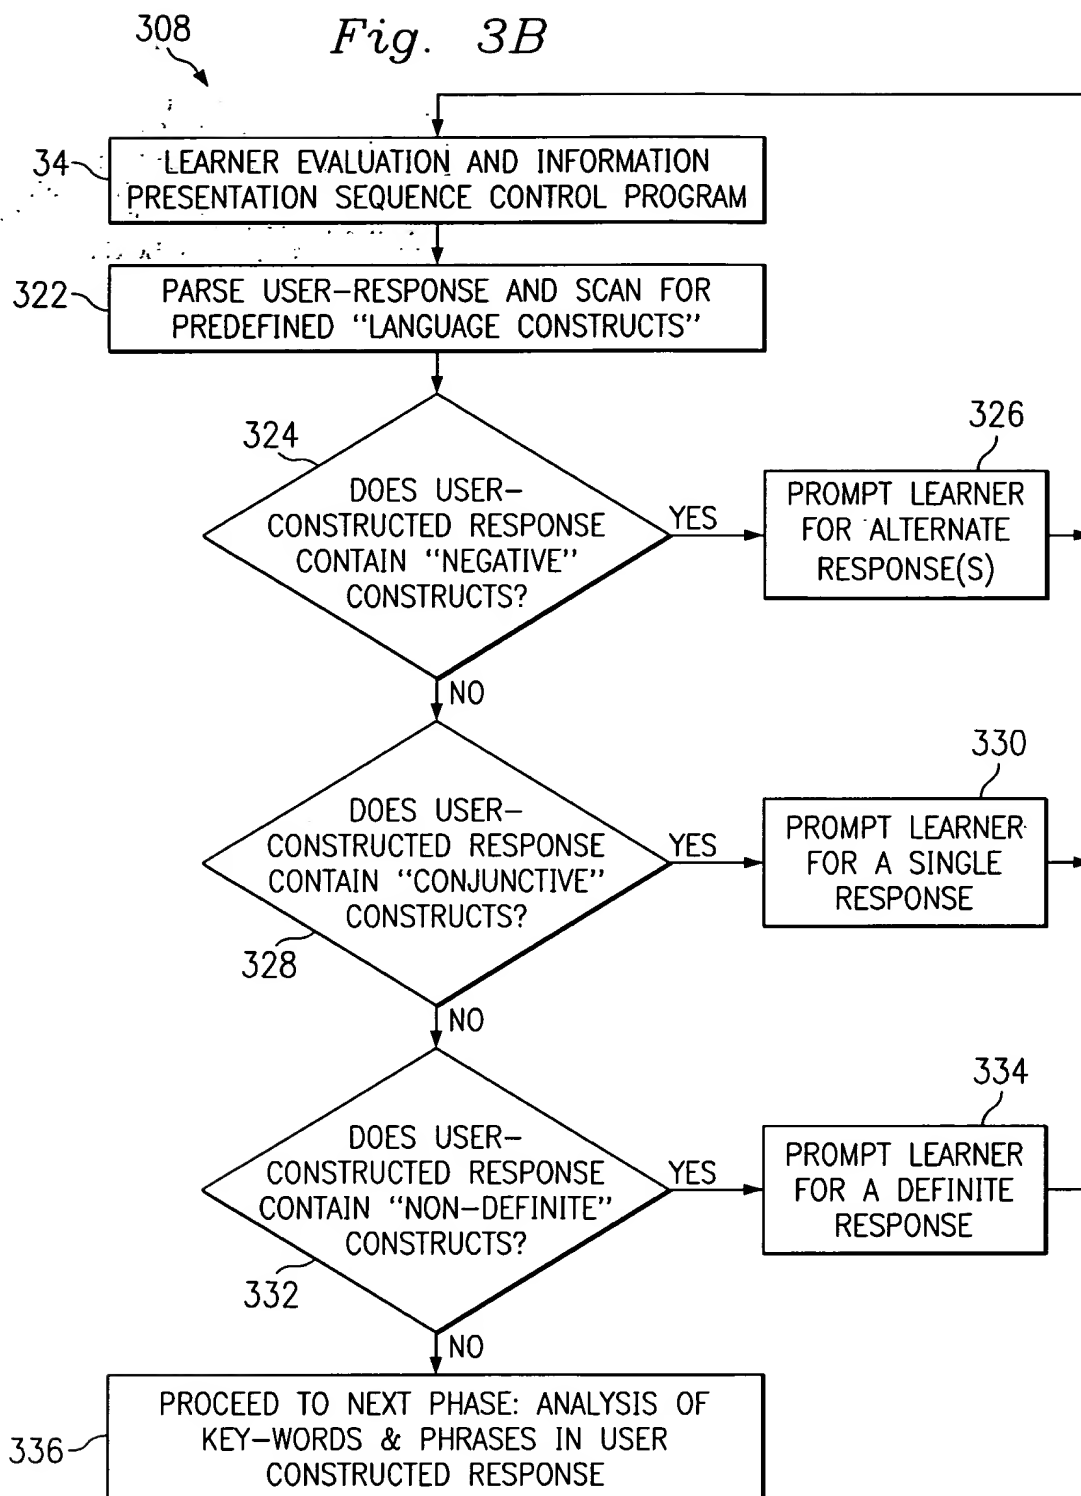 Fig. 3B
308
34
LEARNER EVALUATION AND INFORMATION
PRESENTATION SEQUENCE CONTROL PROGRAM
322
PARSE USER-RESPONSE AND SCAN FOR
PREDEFINED "LANGUAGE CONSTRUCTS"
324
DOES USER-
CONSTRUCTED RESPONSE
CONTAIN "NEGATIVE"
CONSTRUCTS?
YES
326
PROMPT LEARNER
FOR ALTERNATE
RESPONSE(S)
NO
DOES USER-
CONSTRUCTED RESPONSE
CONTAIN "CONJUNCTIVE"
CONSTRUCTS?
328
YES
330
PROMPT LEARNER
FOR A SINGLE
RESPONSE
NO
DOES USER-
CONSTRUCTED RESPONSE
CONTAIN "NON-DEFINITE"
CONSTRUCTS?
332
YES
334
PROMPT LEARNER
FOR A DEFINITE
RESPONSE
NO
336
PROCEED TO NEXT PHASE: ANALYSIS OF
KEY-WORDS & PHRASES IN USER
CONSTRUCTED RESPONSE